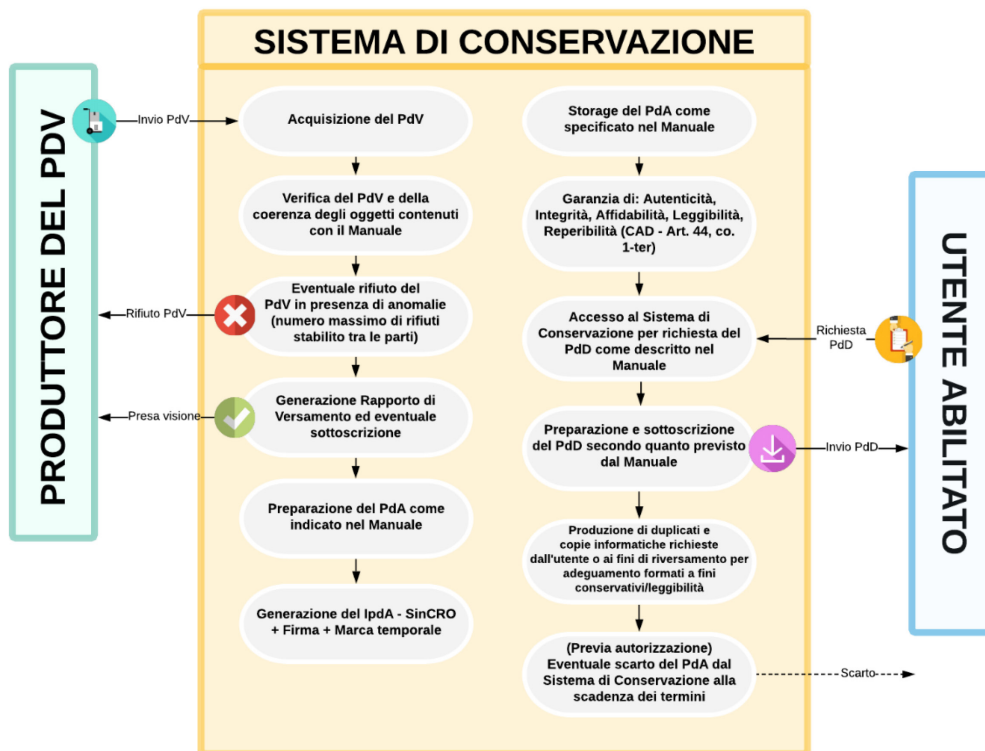 SISTEMA DI CONSERVAZIONE
PRODUTTORE DEL PDV
Invio PdV
Acquisizione del PdV
Verifica del PdV e della
coerenza degli oggetti contenuti
con il Manuale
Eventuale rifiuto del
PdV in presenza di anomalie
(numero massimo di rifiuti
stabilito tra le parti)
Rifiuto PdV
Generazione Rapporto di
Versamento ed eventuale
sottoscrizione
Presa visione
Preparazione del PdA come
indicato nel Manuale
Generazione del IpdA - SinCRO
+ Firma + Marca temporale
Storage del PdA come
specificato nel Manuale
Garanzia di: Autenticità,
Integrità, Affidabilità, Leggibilità,
Reperibilità (CAD - Art. 44, co.
1-ter)
Accesso al Sistema di
Conservazione per richiesta del
PdD come descritto nel
Manuale
Richiesta
PdD
Preparazione e sottoscrizione
del PdD secondo quanto previsto
dal Manuale
Invio PdD
Produzione di duplicati e
copie informatiche richieste
dall'utente o ai fini di riversamento per
adeguamento formati a fini
conservativi/leggibilità
(Previa autorizzazione)
Eventuale scarto del PdA dal
Sistema di Conservazione alla
scadenza dei termini
Scarto
UTENTE ABILITATO